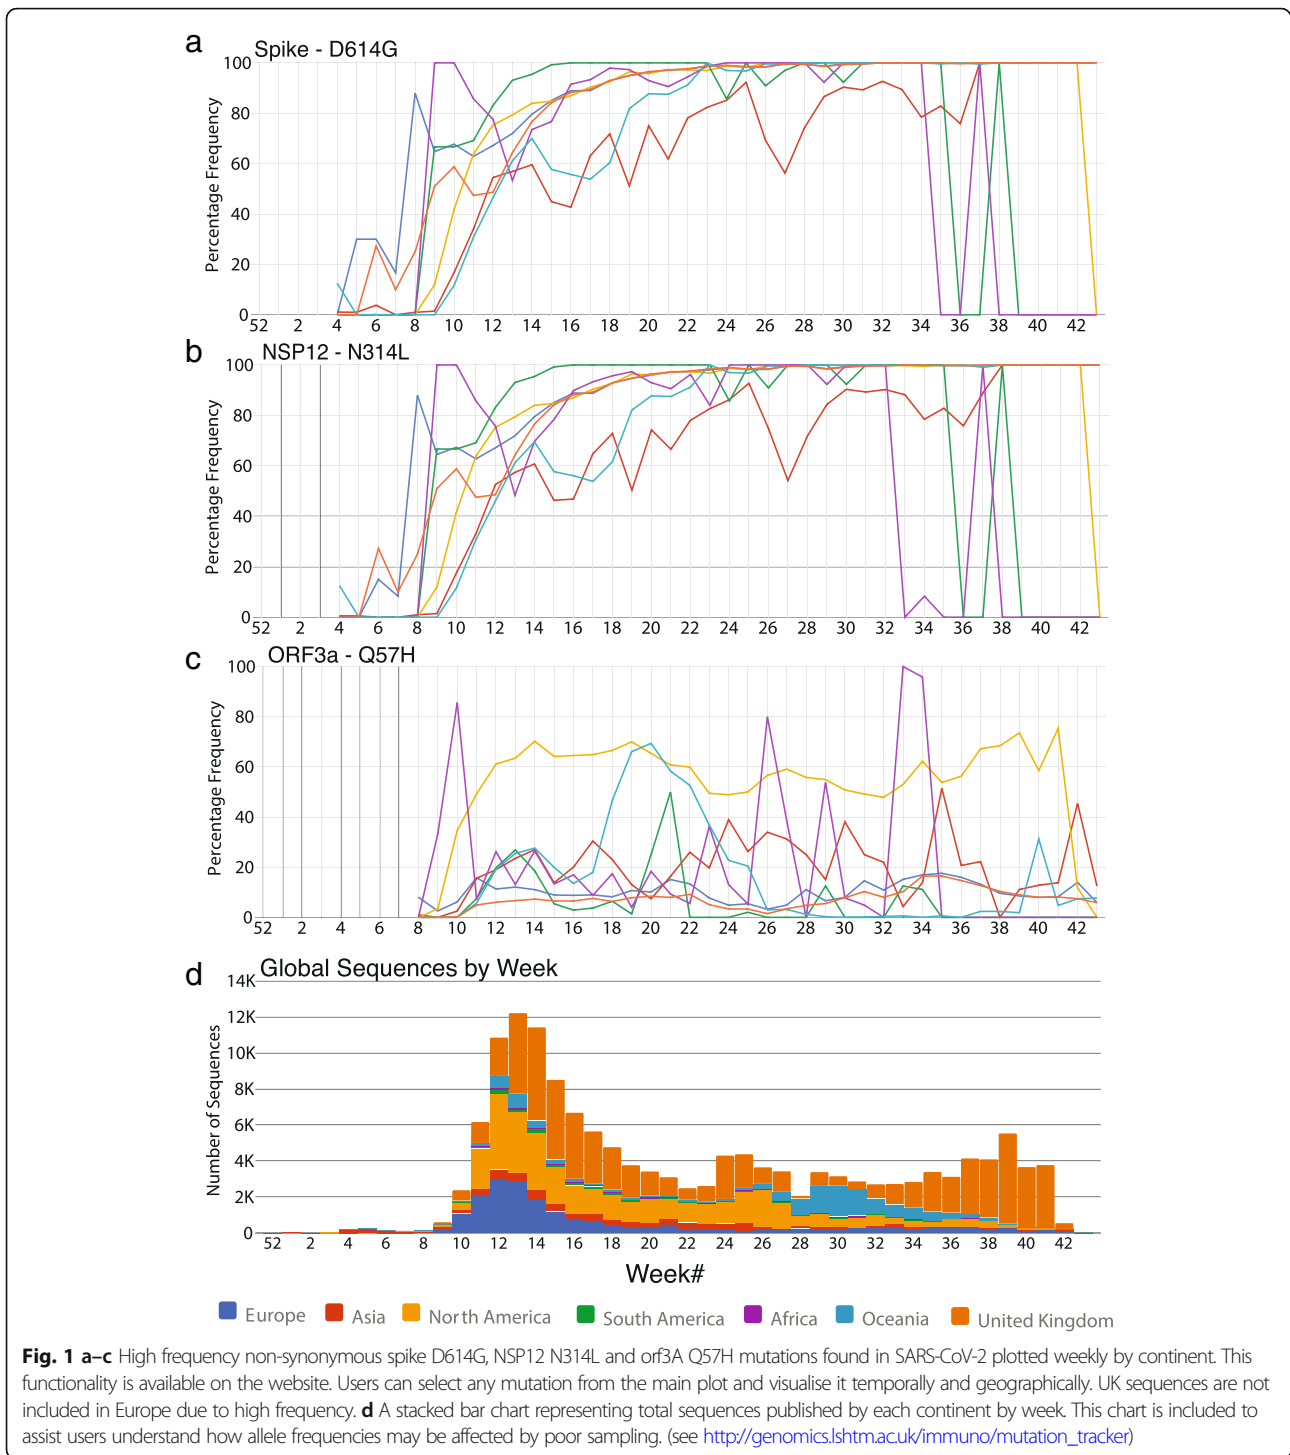 a
Spike - D614G
Percentage Frequency
100
80
60
40
20
0
52 2 4 6 8 10 12 14 16 18 20 22 24 26 28 30 32 34 36 38 40 42
b
NSP12 - N314L
Percentage Frequency
100
80
60
40
20
0
52 2 4 6 8 10 12 14 16 18 20 22 24 26 28 30 32 34 36 38 40 42
c
ORF3a - Q57H
Percentage Frequency
100
80
60
40
20
0
52 2 4 6 8 10 12 14 16 18 20 22 24 26 28 30 32 34 36 38 40 42
d
Global Sequences by Week
Number of Sequences
14K
12K
10K
8K
6K
4K
2K
0
52 2 4 6 8 10 12 14 16 18 20 22 24 26 28 30 32 34 36 38 40 42
Week#
Europe Asia North America South America Africa Oceania United Kingdom
Fig. 1 a–c High frequency non-synonymous spike D614G, NSP12 N314L and orf3A Q57H mutations found in SARS-CoV-2 plotted weekly by continent. This
functionality is available on the website. Users can select any mutation from the main plot and visualise it temporally and geographically. UK sequences are not
included in Europe due to high frequency. d A stacked bar chart representing total sequences published by each continent by week. This chart is included to
assist users understand how allele frequencies may be affected by poor sampling. (see http://genomics.lshtm.ac.uk/immuno/mutation_tracker)